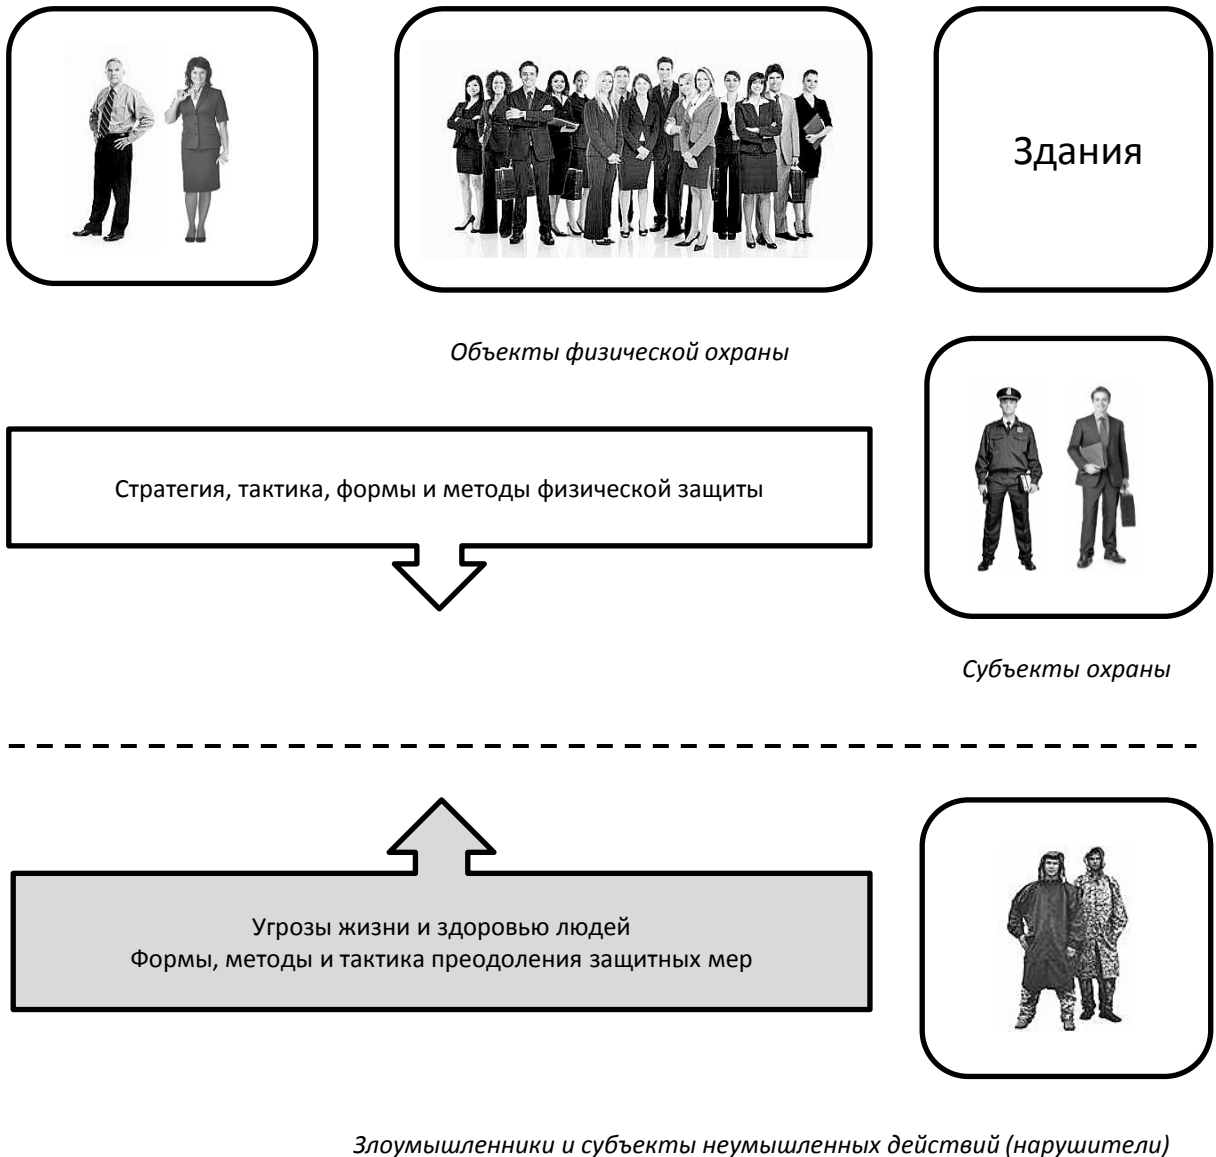 Здания
Объекты физической охраны
Стратегия, тактика, формы и методы физической защиты
Субъекты охраны
Угрозы жизни и здоровью людей
Формы, методы и тактика преодоления защитных мер
Злоумышленники и субъекты неумышленных действий (нарушители)